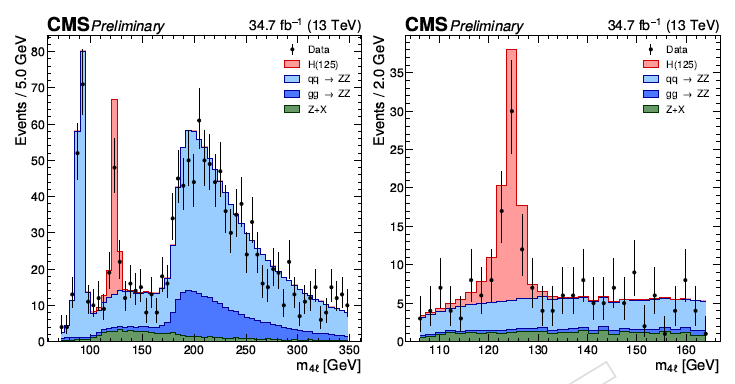 CMS Preliminary 34.7 fb⁻¹ (13 TeV)
Events / 5.0 GeV
80
70
60
50
40
30
20
10
0
Data
H(125)
qq → ZZ
gg → ZZ
Z+X
100 150 200 250 300 350
m4ℓ [GeV]
CMS Preliminary 34.7 fb⁻¹ (13 TeV)
Events / 2.0 GeV
35
30
25
20
15
10
5
0
Data
H(125)
qq → ZZ
gg → ZZ
Z+X
110 120 130 140 150 160
m4ℓ [GeV]